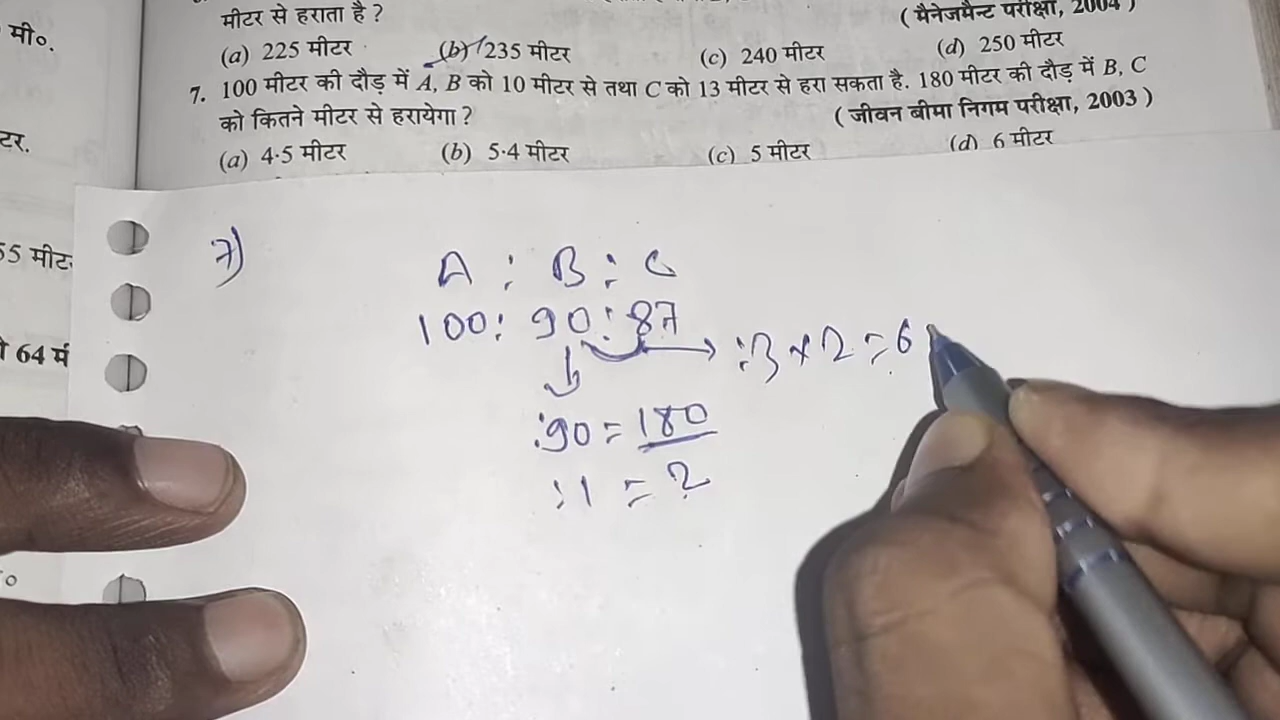 मी०.
मीटर से हराता है ?
( मैनेजमैन्ट परीक्षा, 2004 )
(a) 225 मीटर (b) 235 मीटर (c) 240 मीटर (d) 250 मीटर
7. 100 मीटर की दौड़ में A, B को 10 मीटर से तथा C को 13 मीटर से हरा सकता है. 180 मीटर की दौड़ में B, C
को कितने मीटर से हरायेगा ? ( जीवन बीमा निगम परीक्षा, 2003 )
टर.
(a) 4·5 मीटर (b) 5·4 मीटर (c) 5 मीटर (d) 6 मीटर
55 मीट
7)
A : B : C
100 : 90 : 87
:3 × 2 = 6
64 मी
:90 = 180
:1 = 2